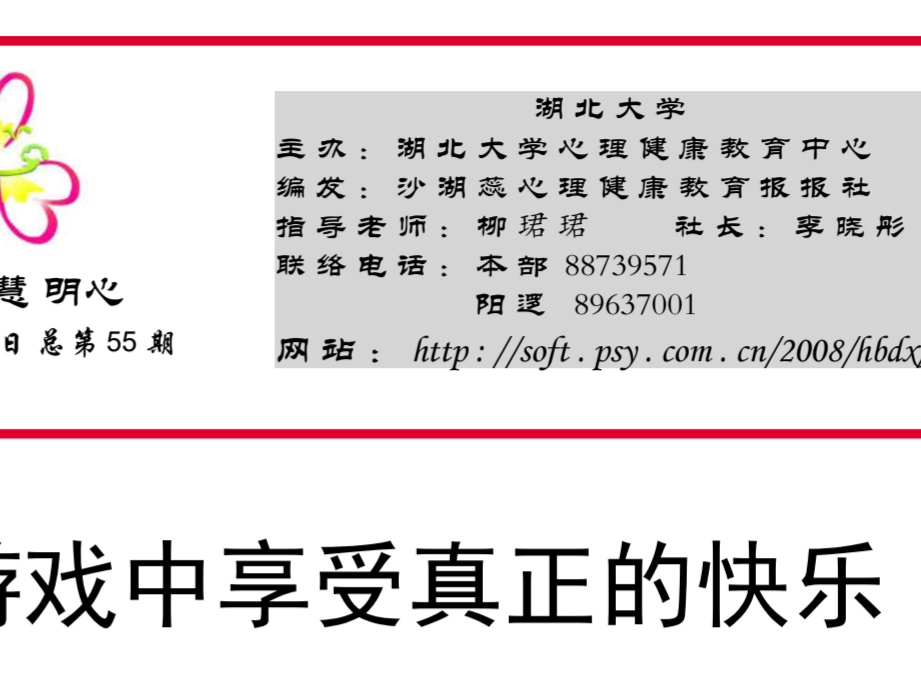 湖北大学
主办：湖北大学心理健康教育中心
编发：沙湖蕊心理健康教育报报社
指导老师：柳珺珺 社长：李晓彤
联络电话：本部 88739571
阳逻 89637001
网站：http://soft.psy.com.cn/2008/hbdx
慧 明心
日 总第 55 期
游戏中享受真正的快乐